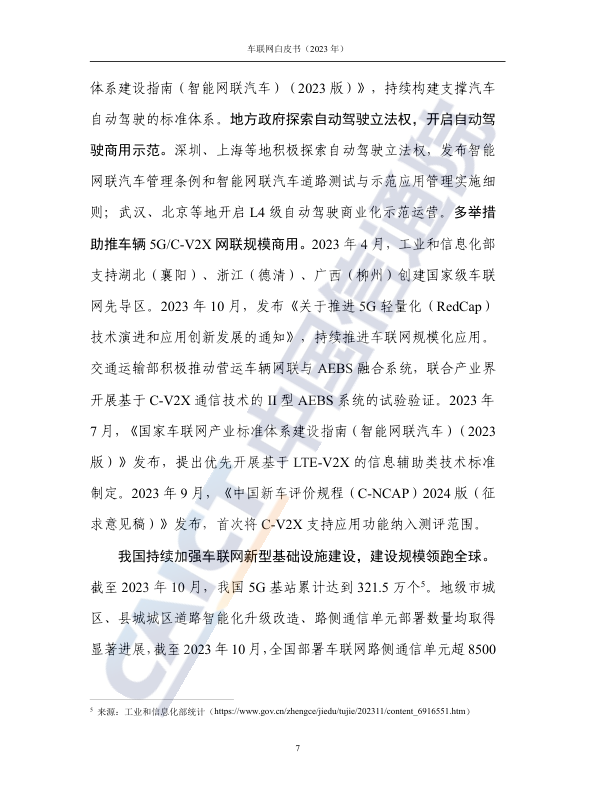 车联网白皮书（2023 年）
体系建设指南（智能网联汽车）（2023 版）》，持续构建支撑汽车
自动驾驶的标准体系。地方政府探索自动驾驶立法权，开启自动驾
驶商用示范。深圳、上海等地积极探索自动驾驶立法权，发布智能
网联汽车管理条例和智能网联汽车道路测试与示范应用管理实施细
则；武汉、北京等地开启 L4 级自动驾驶商业化示范运营。多举措
助推车辆 5G/C-V2X 网联规模商用。2023 年 4 月，工业和信息化部
支持湖北（襄阳）、浙江（德清）、广西（柳州）创建国家级车联
网先导区。2023 年 10 月，发布《关于推进 5G 轻量化（RedCap）
技术演进和应用创新发展的通知》，持续推进车联网规模化应用。
交通运输部积极推动营运车辆网联与 AEBS 融合系统，联合产业界
开展基于 C-V2X 通信技术的 II 型 AEBS 系统的试验验证。2023 年
7 月，《国家车联网产业标准体系建设指南（智能网联汽车）（2023
版）》发布，提出优先开展基于 LTE-V2X 的信息辅助类技术标准
制定。2023 年 9 月，《中国新车评价规程（C-NCAP）2024 版（征
求意见稿）》发布，首次将 C-V2X 支持应用功能纳入测评范围。
我国持续加强车联网新型基础设施建设，建设规模领跑全球。
截至 2023 年 10 月，我国 5G 基站累计达到 321.5 万个5。地级市城
区、县城城区道路智能化升级改造、路侧通信单元部署数量均取得
显著进展，截至 2023 年 10 月，全国部署车联网路侧通信单元超 8500
5 来源：工业和信息化部统计（https://www.gov.cn/zhengce/jiedu/tujie/202311/content_6916551.htm）
7
CAICT 中国信通院